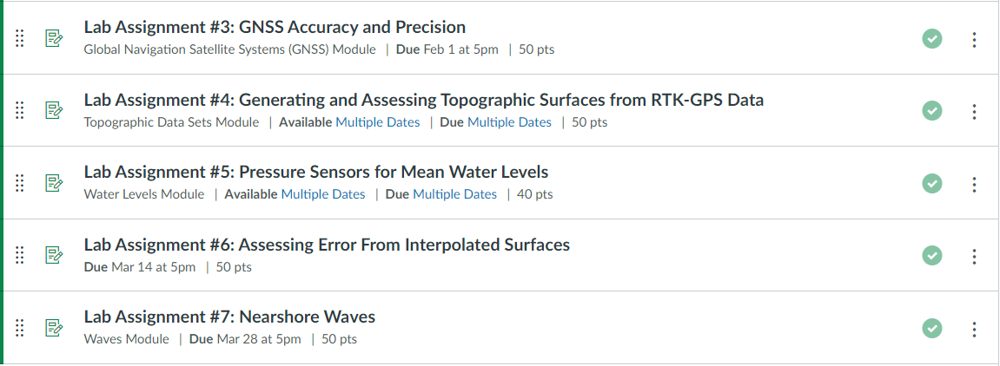 Lab Assignment #3: GNSS Accuracy and Precision
Global Navigation Satellite Systems (GNSS) Module | Due Feb 1 at 5pm | 50 pts
Lab Assignment #4: Generating and Assessing Topographic Surfaces from RTK-GPS Data
Topographic Data Sets Module | Available Multiple Dates | Due Multiple Dates | 50 pts
Lab Assignment #5: Pressure Sensors for Mean Water Levels
Water Levels Module | Available Multiple Dates | Due Multiple Dates | 40 pts
Lab Assignment #6: Assessing Error From Interpolated Surfaces
Due Mar 14 at 5pm | 50 pts
Lab Assignment #7: Nearshore Waves
Waves Module | Due Mar 28 at 5pm | 50 pts